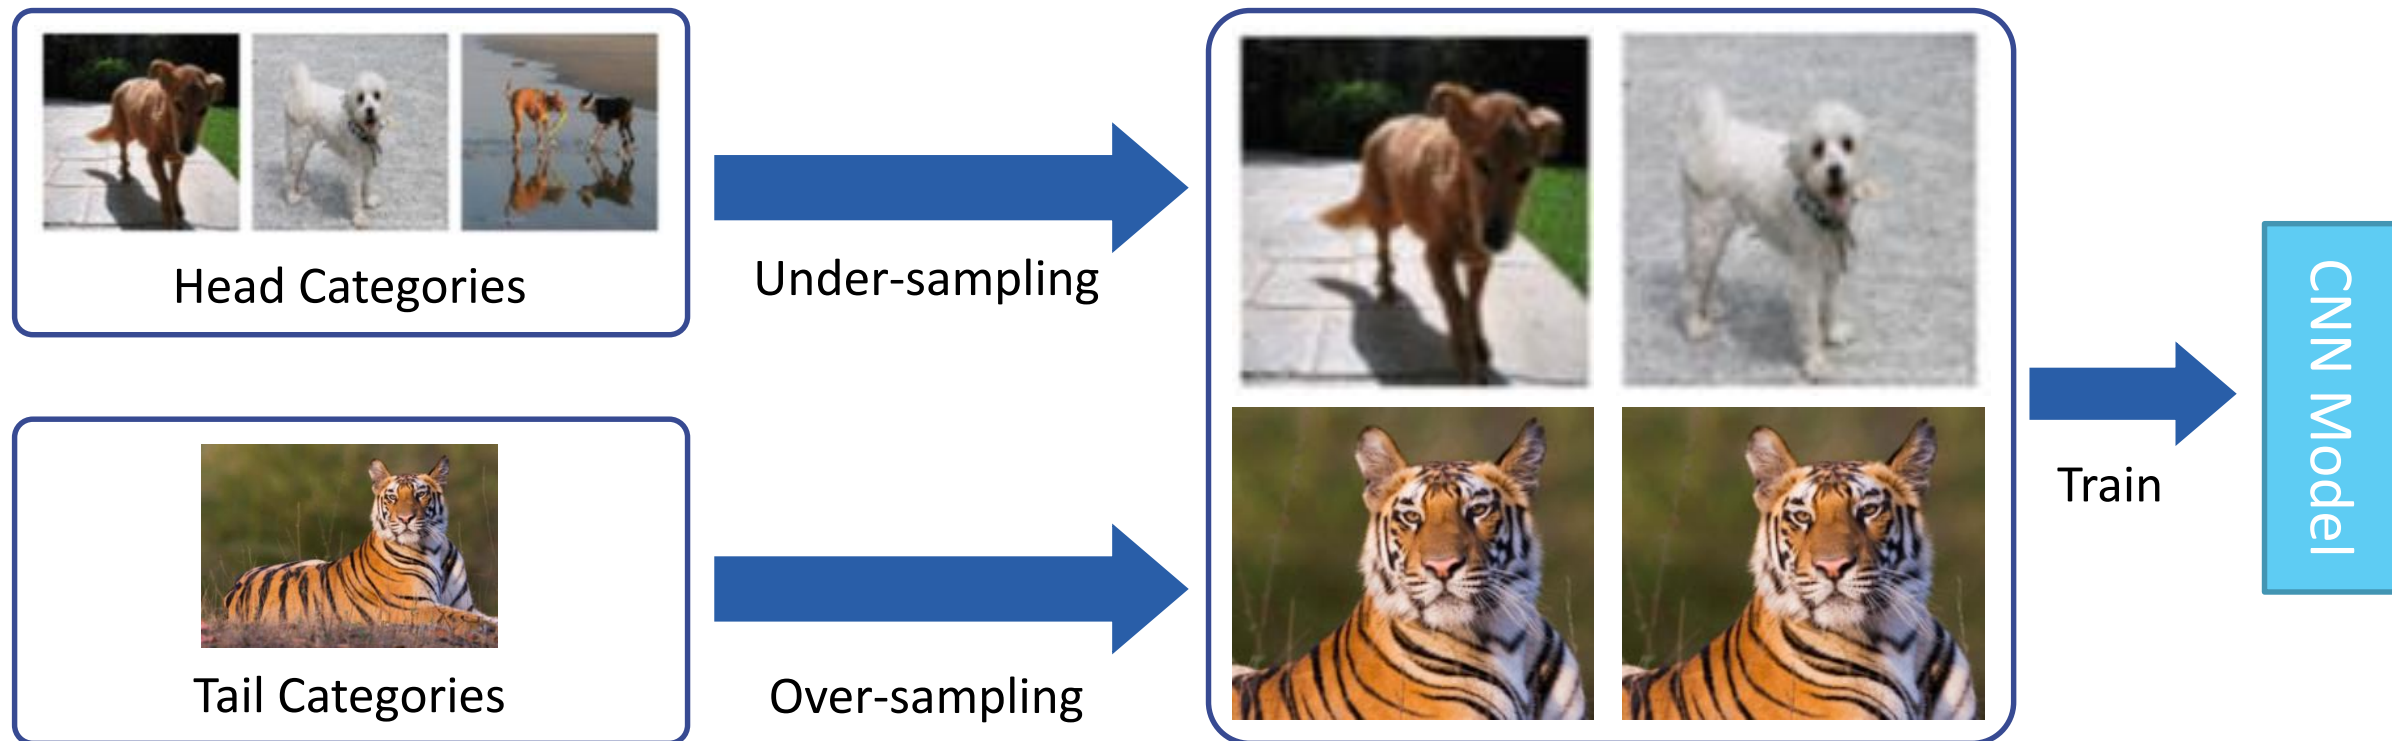 Head Categories
Under-sampling
Tail Categories
Over-sampling
Train
CNN Model